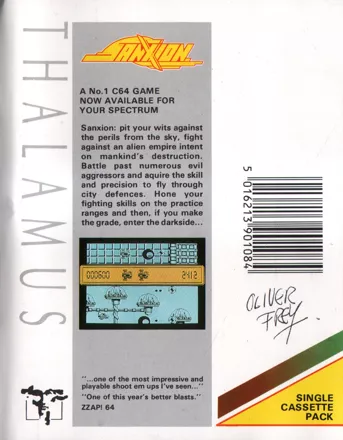 THALAMUS
SANXION
A No.1 C64 GAME
NOW AVAILABLE FOR
YOUR SPECTRUM
Sanxion: pit your wits against
the perils from the sky, fight
against an alien empire intent
on mankind's destruction.
Battle past numerous evil
aggressors and aquire the skill
and precision to fly through
city defences. Hone your
fighting skills on the practice
ranges and then, if you make
the grade, enter the darkside...
000600
2412
"...one of the most impressive and
playable shoot em ups I've seen..."
"One of this year's better blasts."
ZZAP! 64
5 016213 901084
OLIVER
FREY.
SINGLE
CASSETTE
PACK